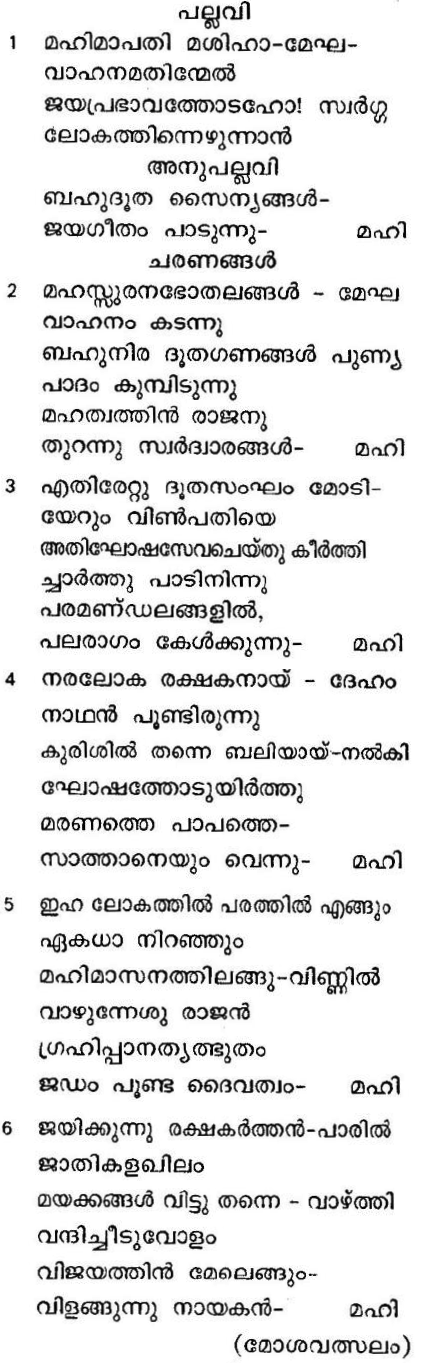 പല്ലവി
1 മഹിമാപതി മശിഹാ-മേഘ-
വാഹനമതിന്മേൽ
ജയപ്രഭാവത്തോടഹോ! സ്വർഗ്ഗ
ലോകത്തിന്നെഴുന്നാൻ
അനുപല്ലവി
ബഹുദൂത സൈന്യങ്ങൾ-
ജയഗീതം പാടുന്നു- മഹി
ചരണങ്ങൾ
2 മഹസ്സുരനഭോതലങ്ങൾ - മേഘ
വാഹനം കടന്നു
ബഹുനിര ദൂതഗണങ്ങൾ പുണ്യ
പാദം കുമ്പിടുന്നു
മഹത്വത്തിൻ രാജനു
തുറന്നു സ്വർദ്വാരങ്ങൾ- മഹി
3 എതിരേറ്റു ദൂതസംഘം മോടി-
യേറും വിൺപതിയെ
അതിഘോഷസേവചെയ്തു കീർത്തി
ച്ചാർത്തു പാടിനിന്നു
പരമണ്ഡലങ്ങളിൽ,
പലരാഗം കേൾക്കുന്നു- മഹി
4 നരലോക രക്ഷകനായ് - ദേഹം
നാഥൻ പൂണ്ടിരുന്നു
കുരിശിൽ തന്നെ ബലിയായ്-നൽകി
ഘോഷത്തോടുയിർത്തു
മരണത്തെ പാപത്തെ-
സാത്താനെയും വെന്നു- മഹി
5 ഇഹ ലോകത്തിൽ പരത്തിൽ എങ്ങും
ഏകധാ നിറഞ്ഞും
മഹിമാസനത്തിലങ്ങു-വിണ്ണിൽ
വാഴുന്നേശു രാജൻ
ഗ്രഹിപ്പാനത്യത്ഭുതം
ജഡം പൂണ്ട ദൈവത്വം- മഹി
6 ജയിക്കുന്നു രക്ഷകർത്തൻ-പാരിൽ
ജാതികളഖിലം
മയക്കങ്ങൾ വിട്ടു തന്നെ - വാഴ്ത്തി
വന്ദിച്ചീടുവോളം
വിജയത്തിൻ മേലെങ്ങും-
വിളങ്ങുന്നു നായകൻ- മഹി
(മോശവത്സലം)